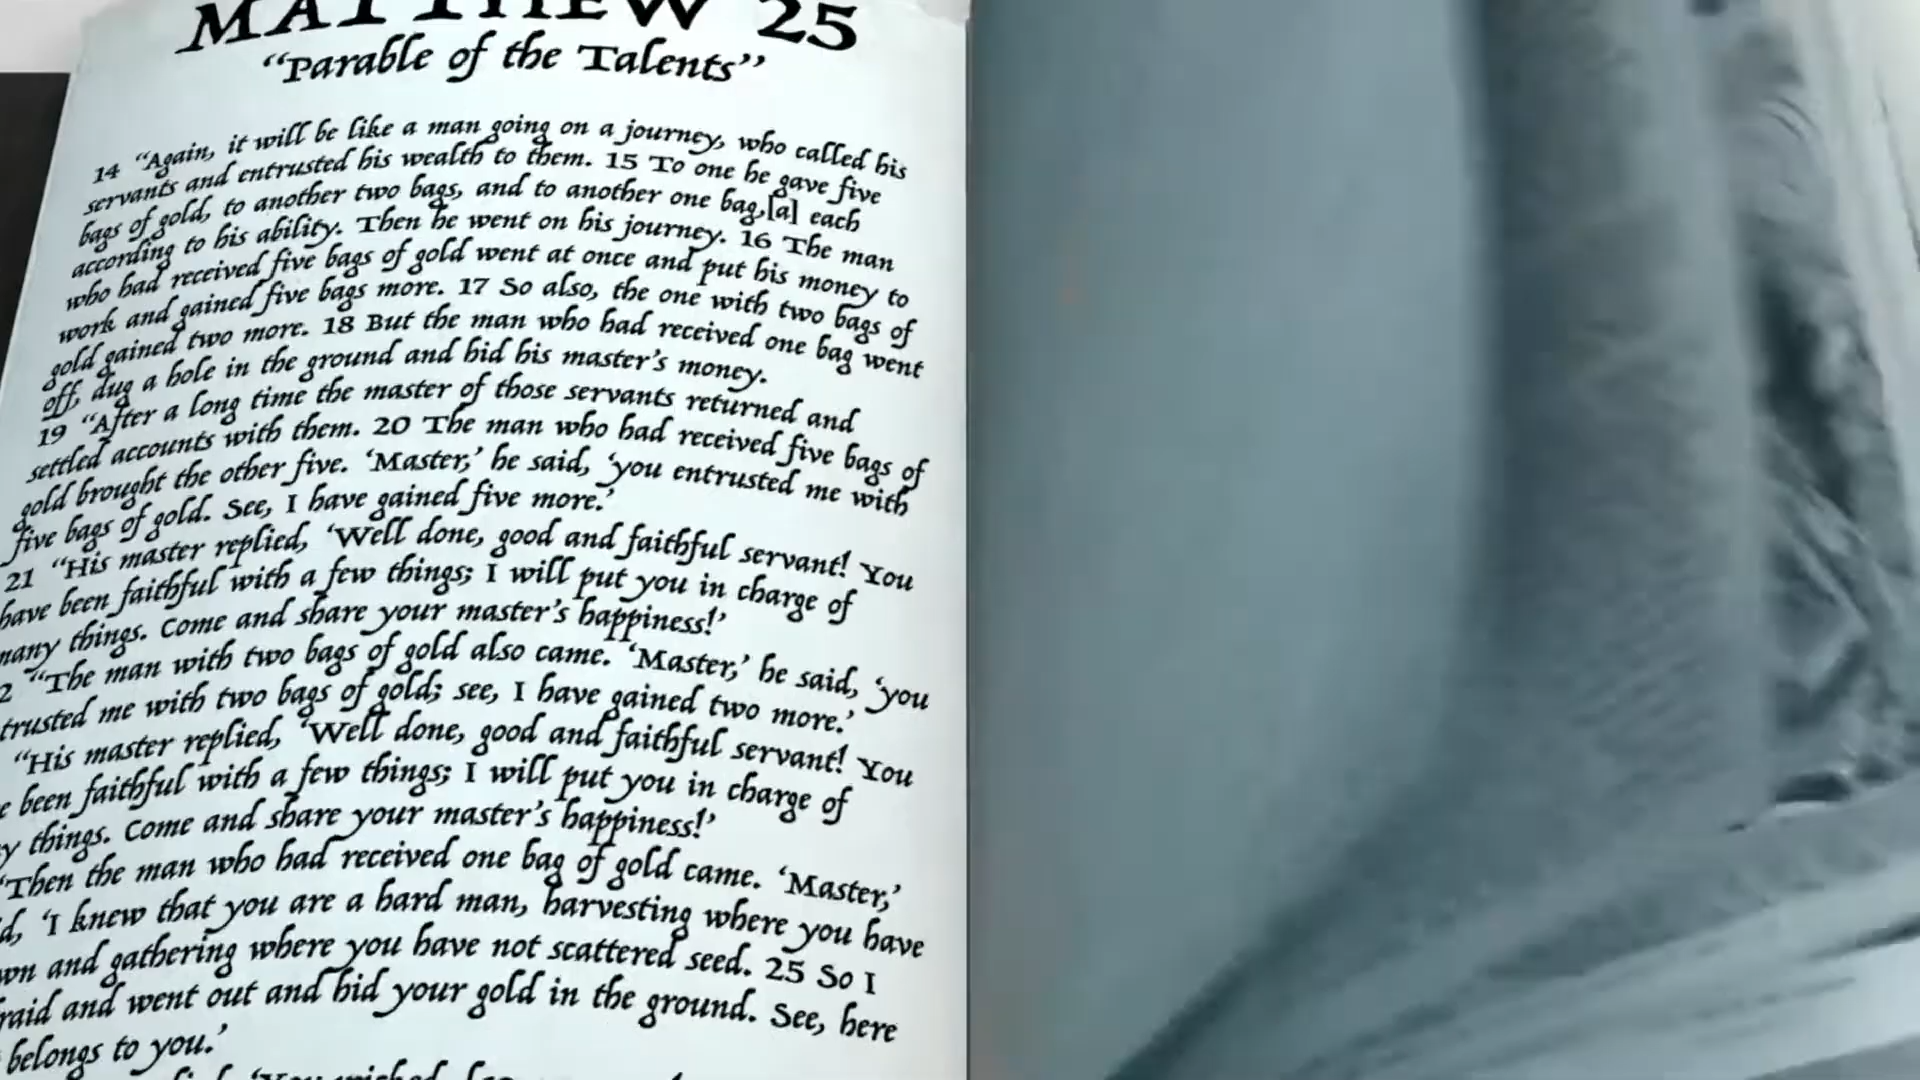 MATTHEW 25
“Parable of the Talents”
14 “Again, it will be like a man going on a journey, who called his
servants and entrusted his wealth to them. 15 To one he gave five
bags of gold, to another two bags, and to another one bag,[a] each
according to his ability. Then he went on his journey. 16 The man
who had received five bags of gold went at once and put his money to
work and gained five bags more. 17 So also, the one with two bags of
gold gained two more. 18 But the man who had received one bag went
off, dug a hole in the ground and hid his master’s money.
19 “After a long time the master of those servants returned and
settled accounts with them. 20 The man who had received five bags of
gold brought the other five. ‘Master,’ he said, ‘you entrusted me with
five bags of gold. See, I have gained five more.’
21 “His master replied, ‘Well done, good and faithful servant! You
have been faithful with a few things; I will put you in charge of
many things. Come and share your master’s happiness!’
2 “The man with two bags of gold also came. ‘Master,’ he said, ‘you
trusted me with two bags of gold; see, I have gained two more.’
“His master replied, ‘Well done, good and faithful servant! You
e been faithful with a few things; I will put you in charge of
y things. Come and share your master’s happiness!’
“Then the man who had received one bag of gold came. ‘Master,’
d, ‘I knew that you are a hard man, harvesting where you have
wn and gathering where you have not scattered seed. 25 So I
raid and went out and hid your gold in the ground. See, here
belongs to you.’